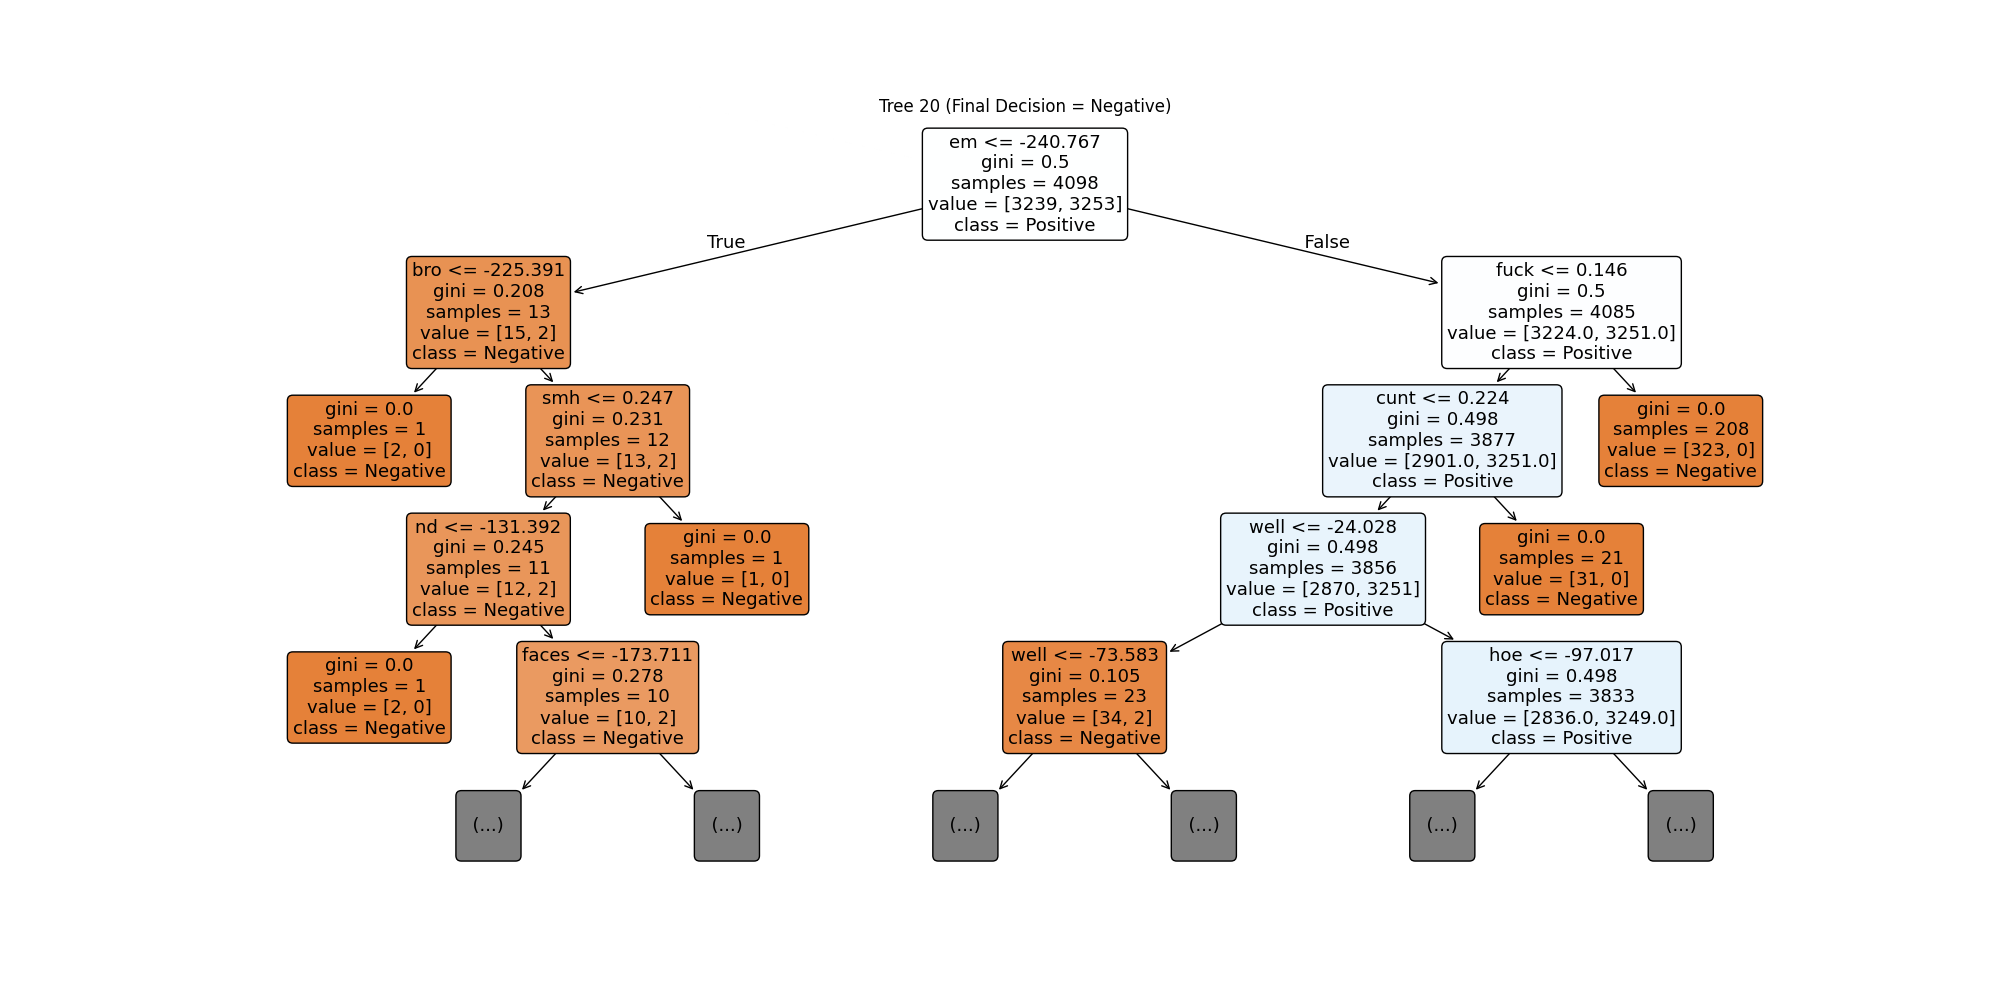 Tree 20 (Final Decision = Negative)
em <= -240.767
gini = 0.5
samples = 4098
value = [3239, 3253]
class = Positive
True
False
bro <= -225.391
gini = 0.208
samples = 13
value = [15, 2]
class = Negative
fuck <= 0.146
gini = 0.5
samples = 4085
value = [3224.0, 3251.0]
class = Positive
gini = 0.0
samples = 1
value = [2, 0]
class = Negative
smh <= 0.247
gini = 0.231
samples = 12
value = [13, 2]
class = Negative
cunt <= 0.224
gini = 0.498
samples = 3877
value = [2901.0, 3251.0]
class = Positive
gini = 0.0
samples = 208
value = [323, 0]
class = Negative
nd <= -131.392
gini = 0.245
samples = 11
value = [12, 2]
class = Negative
gini = 0.0
samples = 1
value = [1, 0]
class = Negative
well <= -24.028
gini = 0.498
samples = 3856
value = [2870, 3251]
class = Positive
gini = 0.0
samples = 21
value = [31, 0]
class = Negative
gini = 0.0
samples = 1
value = [2, 0]
class = Negative
faces <= -173.711
gini = 0.278
samples = 10
value = [10, 2]
class = Negative
well <= -73.583
gini = 0.105
samples = 23
value = [34, 2]
class = Negative
hoe <= -97.017
gini = 0.498
samples = 3833
value = [2836.0, 3249.0]
class = Positive
(...)
(...)
(...)
(...)
(...)
(...)